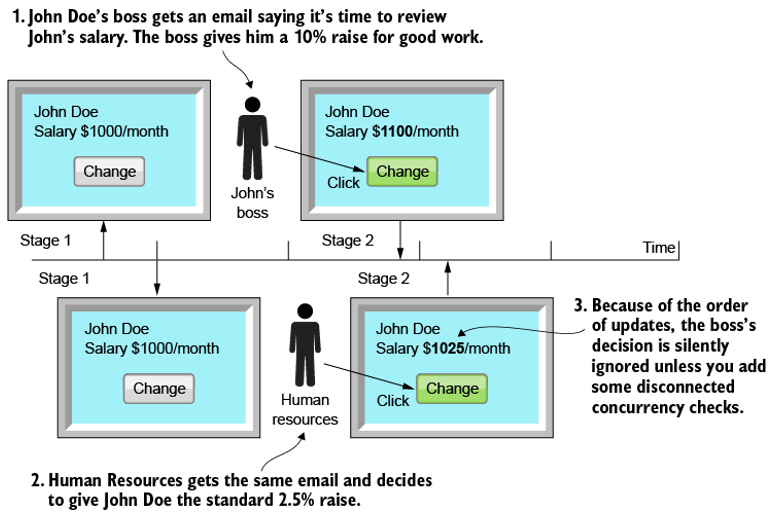 1. John Doe’s boss gets an email saying it’s time to review
John’s salary. The boss gives him a 10% raise for good work.
John Doe
Salary $1000/month
Change
John’s
boss
John Doe
Salary $1100/month
Change
Click
Stage 1
Stage 2
Time
Stage 1
Stage 2
John Doe
Salary $1000/month
Change
Human
resources
John Doe
Salary $1025/month
Change
Click
3. Because of the order
of updates, the boss’s
decision is silently
ignored unless you add
some disconnected
concurrency checks.
2. Human Resources gets the same email and decides
to give John Doe the standard 2.5% raise.